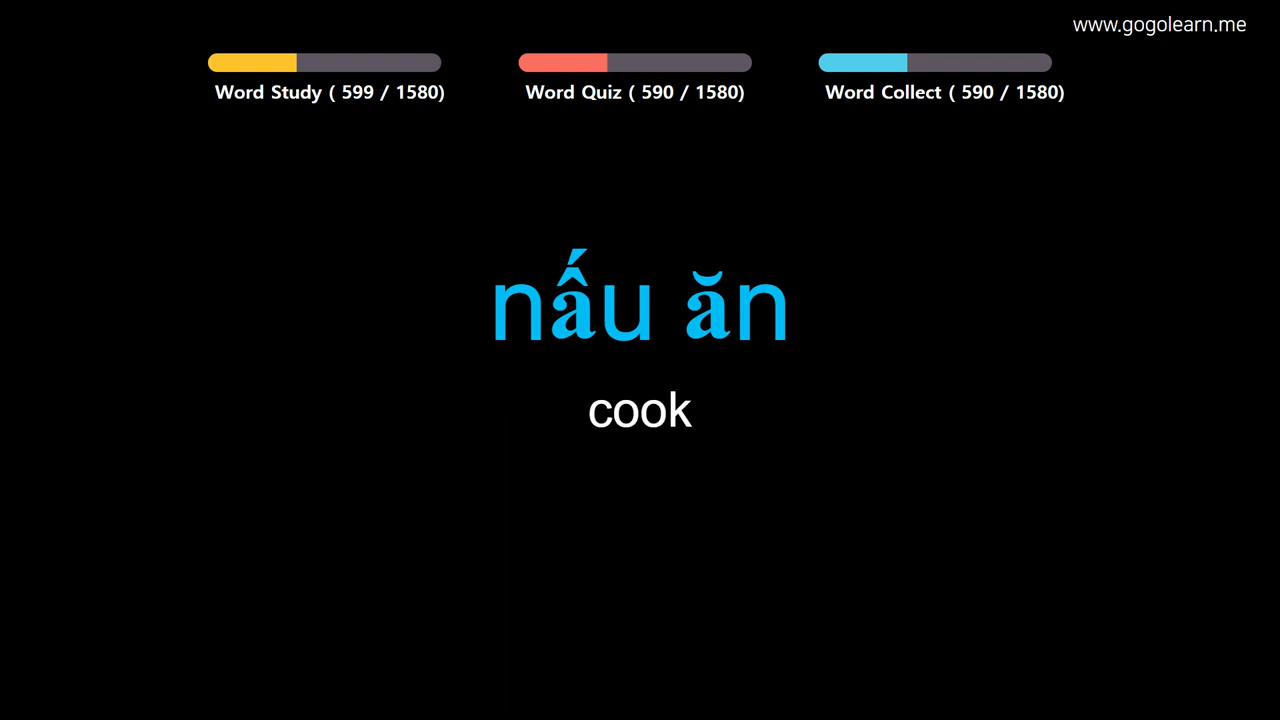 www.gogolearn.me
Word Study ( 599 / 1580)
Word Quiz ( 590 / 1580)
Word Collect ( 590 / 1580)
nấu ăn
cook